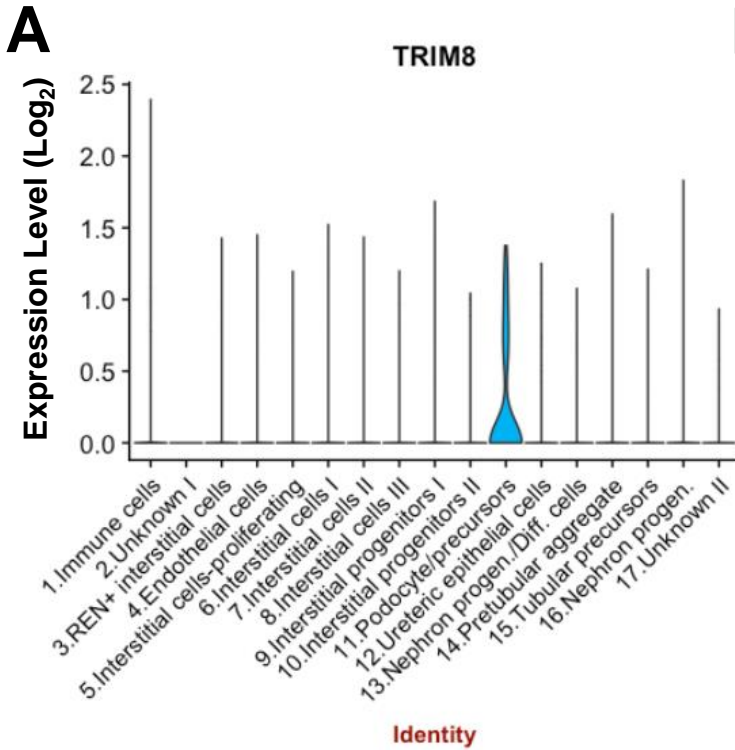 A
TRIM8
Expression Level (Log2)
2.5
2.0
1.5
1.0
0.5
0.0
1.Immune cells
2.Unknown I
3.REN+ interstitial cells
4.Endothelial cells
5.Interstitial cells-proliferating
6.Interstitial cells I
7.Interstitial cells II
8.Interstitial cells III
9.Interstitial progenitors I
10.Interstitial progenitors II
11.Podocyte/precursors
12.Ureteric epithelial cells
13.Nephron progen./Diff. cells
14.Pretubular aggregate
15.Tubular precursors
16.Nephron progen.
17.Unknown II
Identity